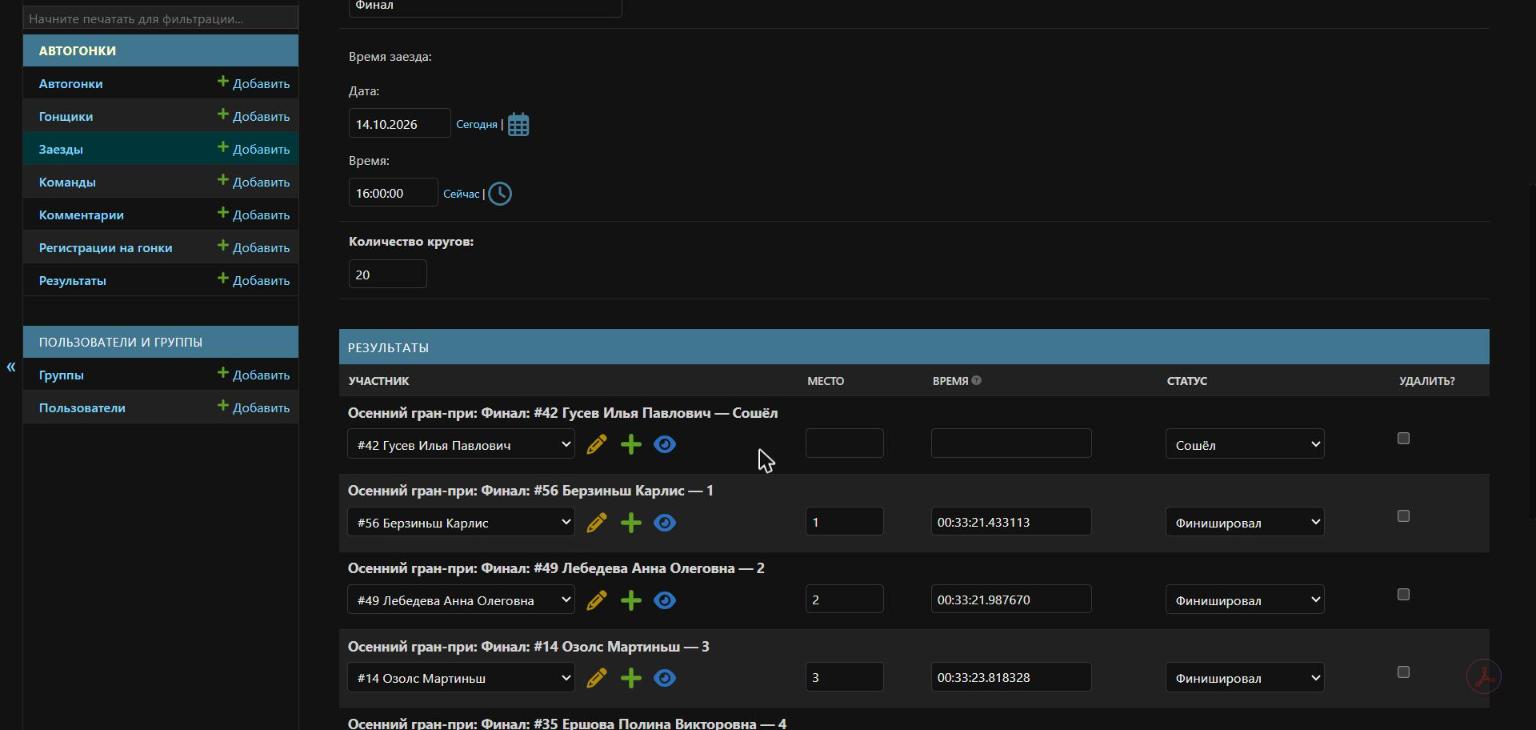 Начните печатать для фильтрации...
АВТОГОНКИ
Автогонки + Добавить
Гонщики + Добавить
Заезды + Добавить
Команды + Добавить
Комментарии + Добавить
Регистрации на гонки + Добавить
Результаты + Добавить
ПОЛЬЗОВАТЕЛИ И ГРУППЫ
«
Группы + Добавить
Пользователи + Добавить
Финал
Время заезда:
Дата:
14.10.2026 Сегодня |
Время:
16:00:00 Сейчас |
Количество кругов:
20
РЕЗУЛЬТАТЫ
УЧАСТНИК МЕСТО ВРЕМЯ ? СТАТУС УДАЛИТЬ?
Осенний гран-при: Финал: #42 Гусев Илья Павлович — Сошёл
#42 Гусев Илья Павлович Сошёл
Осенний гран-при: Финал: #56 Берзиньш Карлис — 1
#56 Берзиньш Карлис 1 00:33:21.433113 Финишировал
Осенний гран-при: Финал: #49 Лебедева Анна Олеговна — 2
#49 Лебедева Анна Олеговна 2 00:33:21.987670 Финишировал
Осенний гран-при: Финал: #14 Озолс Мартиньш — 3
#14 Озолс Мартиньш 3 00:33:23.818328 Финишировал
Осенний гран-при: Финал: #35 Ершова Полина Викторовна — 4